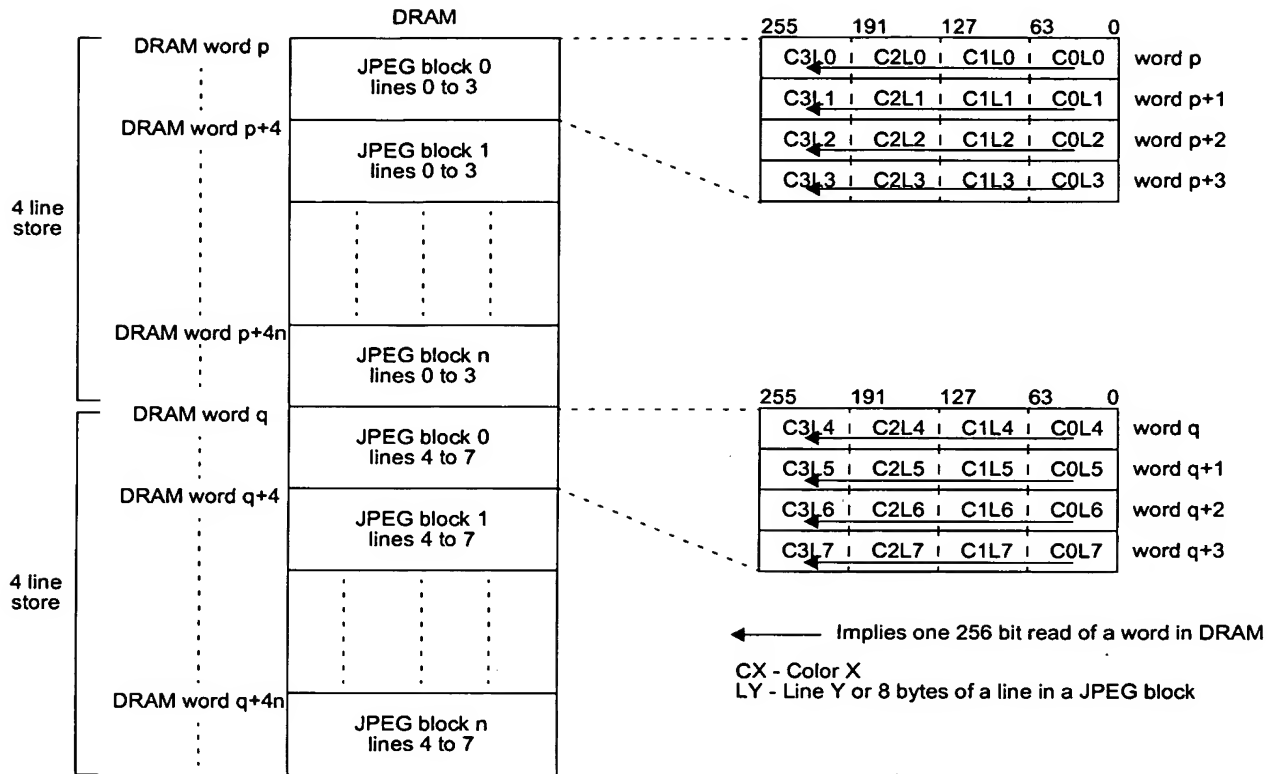 DRAM
DRAM word p
JPEG block 0
lines 0 to 3
DRAM word p+4
JPEG block 1
lines 0 to 3
4 line
store
DRAM word p+4n
JPEG block n
lines 0 to 3
DRAM word q
JPEG block 0
lines 4 to 7
DRAM word q+4
JPEG block 1
lines 4 to 7
4 line
store
DRAM word q+4n
JPEG block n
lines 4 to 7
255 191 127 63 0
C3L0 C2L0 C1L0 C0L0 word p
C3L1 C2L1 C1L1 C0L1 word p+1
C3L2 C2L2 C1L2 C0L2 word p+2
C3L3 C2L3 C1L3 C0L3 word p+3
255 191 127 63 0
C3L4 C2L4 C1L4 C0L4 word q
C3L5 C2L5 C1L5 C0L5 word q+1
C3L6 C2L6 C1L6 C0L6 word q+2
C3L7 C2L7 C1L7 C0L7 word q+3
Implies one 256 bit read of a word in DRAM
CX - Color X
LY - Line Y or 8 bytes of a line in a JPEG block